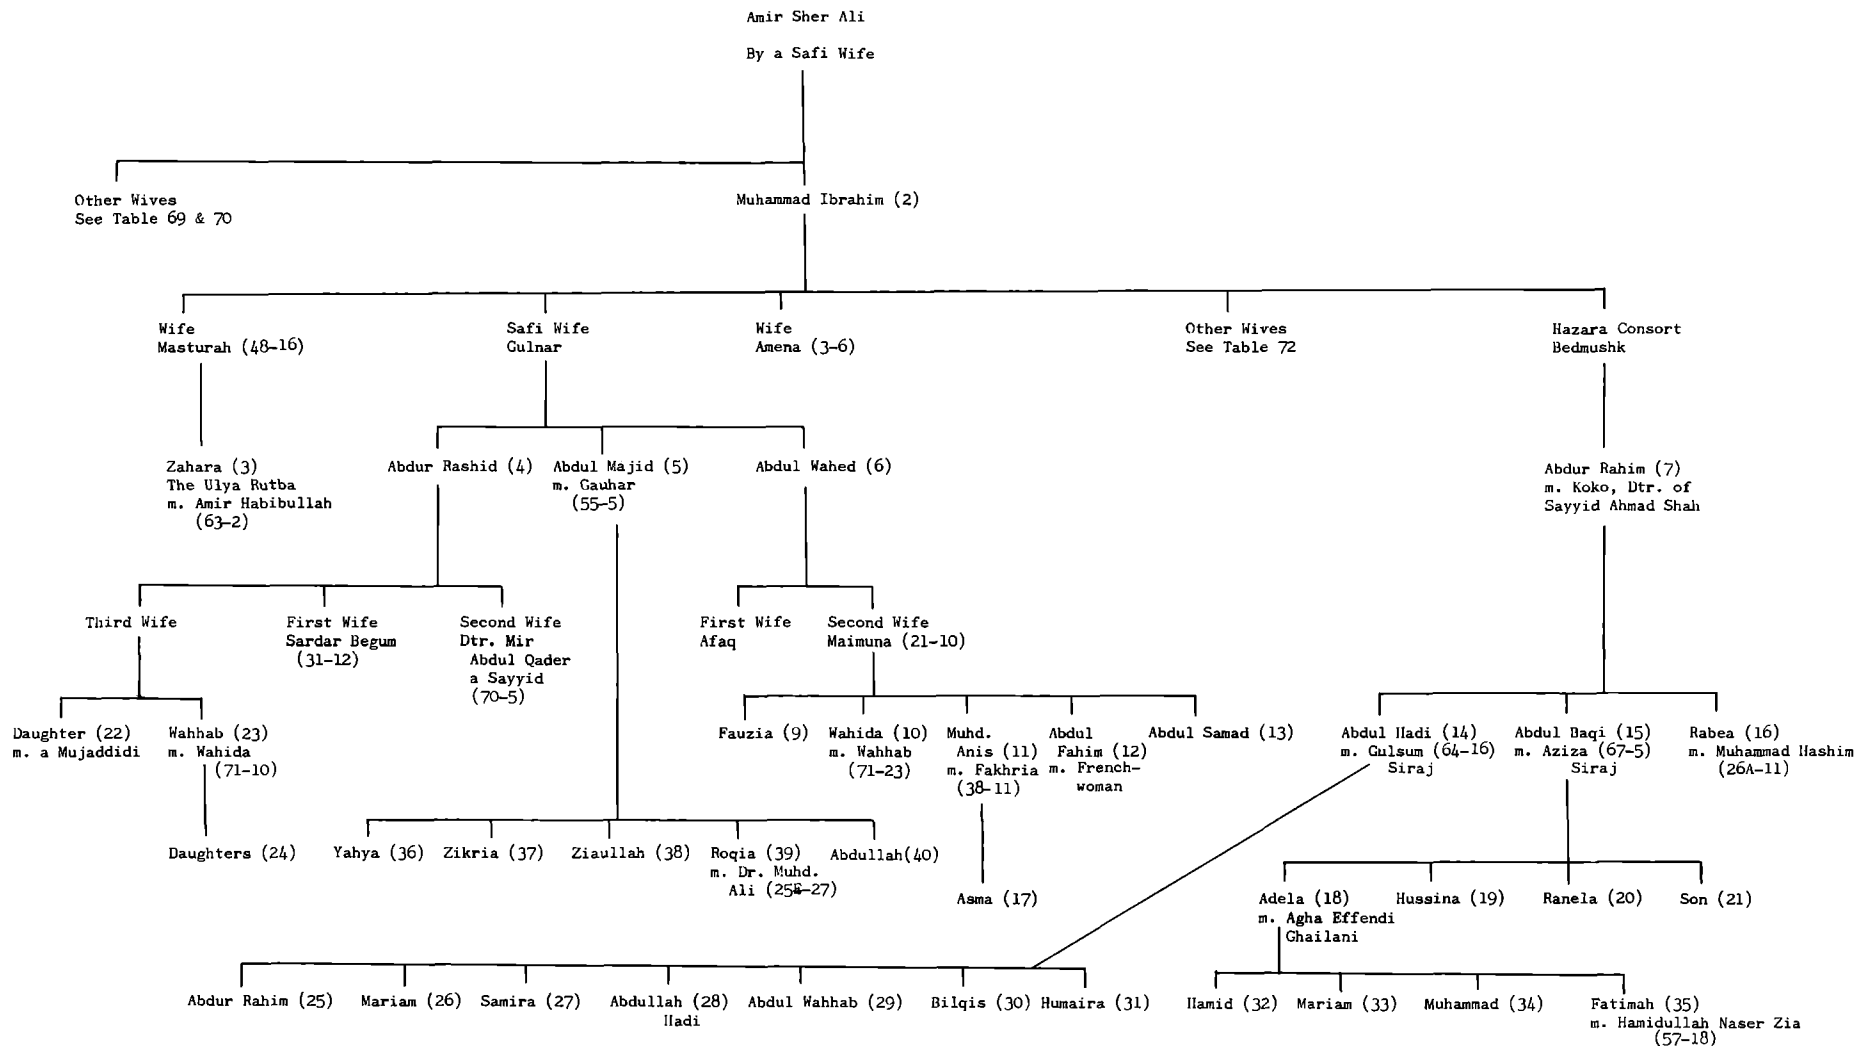 Amir Sher Ali
By a Safi Wife
Other Wives
See Table 69 & 70
Muhammad Ibrahim (2)
Wife
Masturah (48-16)
Safi Wife
Gulnar
Wife
Amena (3-6)
Other Wives
See Table 72
Hazara Consort
Bedmushk
Zahara (3)
The Ulya Rutba
m. Amir Habibullah
(63-2)
Abdur Rashid (4)
Abdul Majid (5)
m. Gauhar
(55-5)
Abdul Wahed (6)
Abdur Rahim (7)
m. Koko, Dtr. of
Sayyid Ahmad Shah
Third Wife
First Wife
Sardar Begum
(31-12)
Second Wife
Dtr. Mir
Abdul Qader
a Sayyid
(70-5)
First Wife
Afaq
Second Wife
Maimuna (21-10)
Daughter (22)
m. a Mujaddidi
Wahhab (23)
m. Wahida
(71-10)
Fauzia (9)
Wahida (10)
m. Wahhab
(71-23)
Muhd.
Anis (11)
m. Fakhria
(38-11)
Abdul
Fahim (12)
m. French-
woman
Abdul Samad (13)
Abdul Hadi (14)
m. Gulsum (64-16)
Siraj
Abdul Baqi (15)
m. Aziza (67-5)
Siraj
Rabea (16)
m. Muhammad Hashim
(26A-11)
Daughters (24)
Yahya (36)
Zikria (37)
Ziaullah (38)
Roqia (39)
m. Dr. Muhd.
Ali (25E-27)
Abdullah(40)
Asma (17)
Adela (18)
m. Agha Effendi
Ghailani
Hussina (19)
Ranela (20)
Son (21)
Abdur Rahim (25)
Mariam (26)
Samira (27)
Abdullah (28)
Hadi
Abdul Wahhab (29)
Bilqis (30)
Humaira (31)
Hamid (32)
Mariam (33)
Muhammad (34)
Fatimah (35)
m. Hamidullah Naser Zia
(57-18)